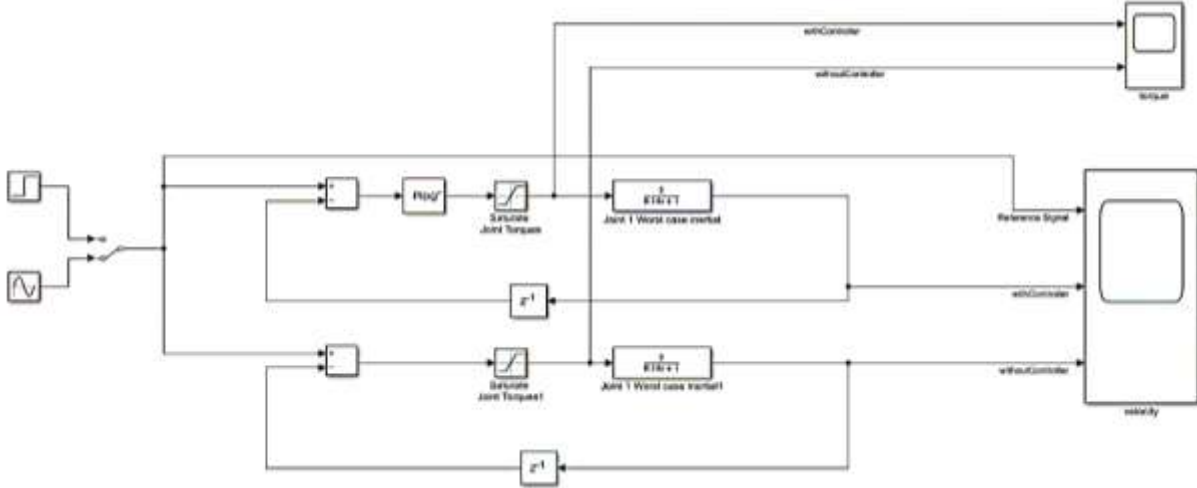 withController
withoutController
torque
Saturate
Joint Torques
Joint 1 Worst case inertial
Reference Signal
Z-1
withController
Saturate
Joint Torques1
Joint 1 Worst case inertial1
withoutController
velocity
Z-1